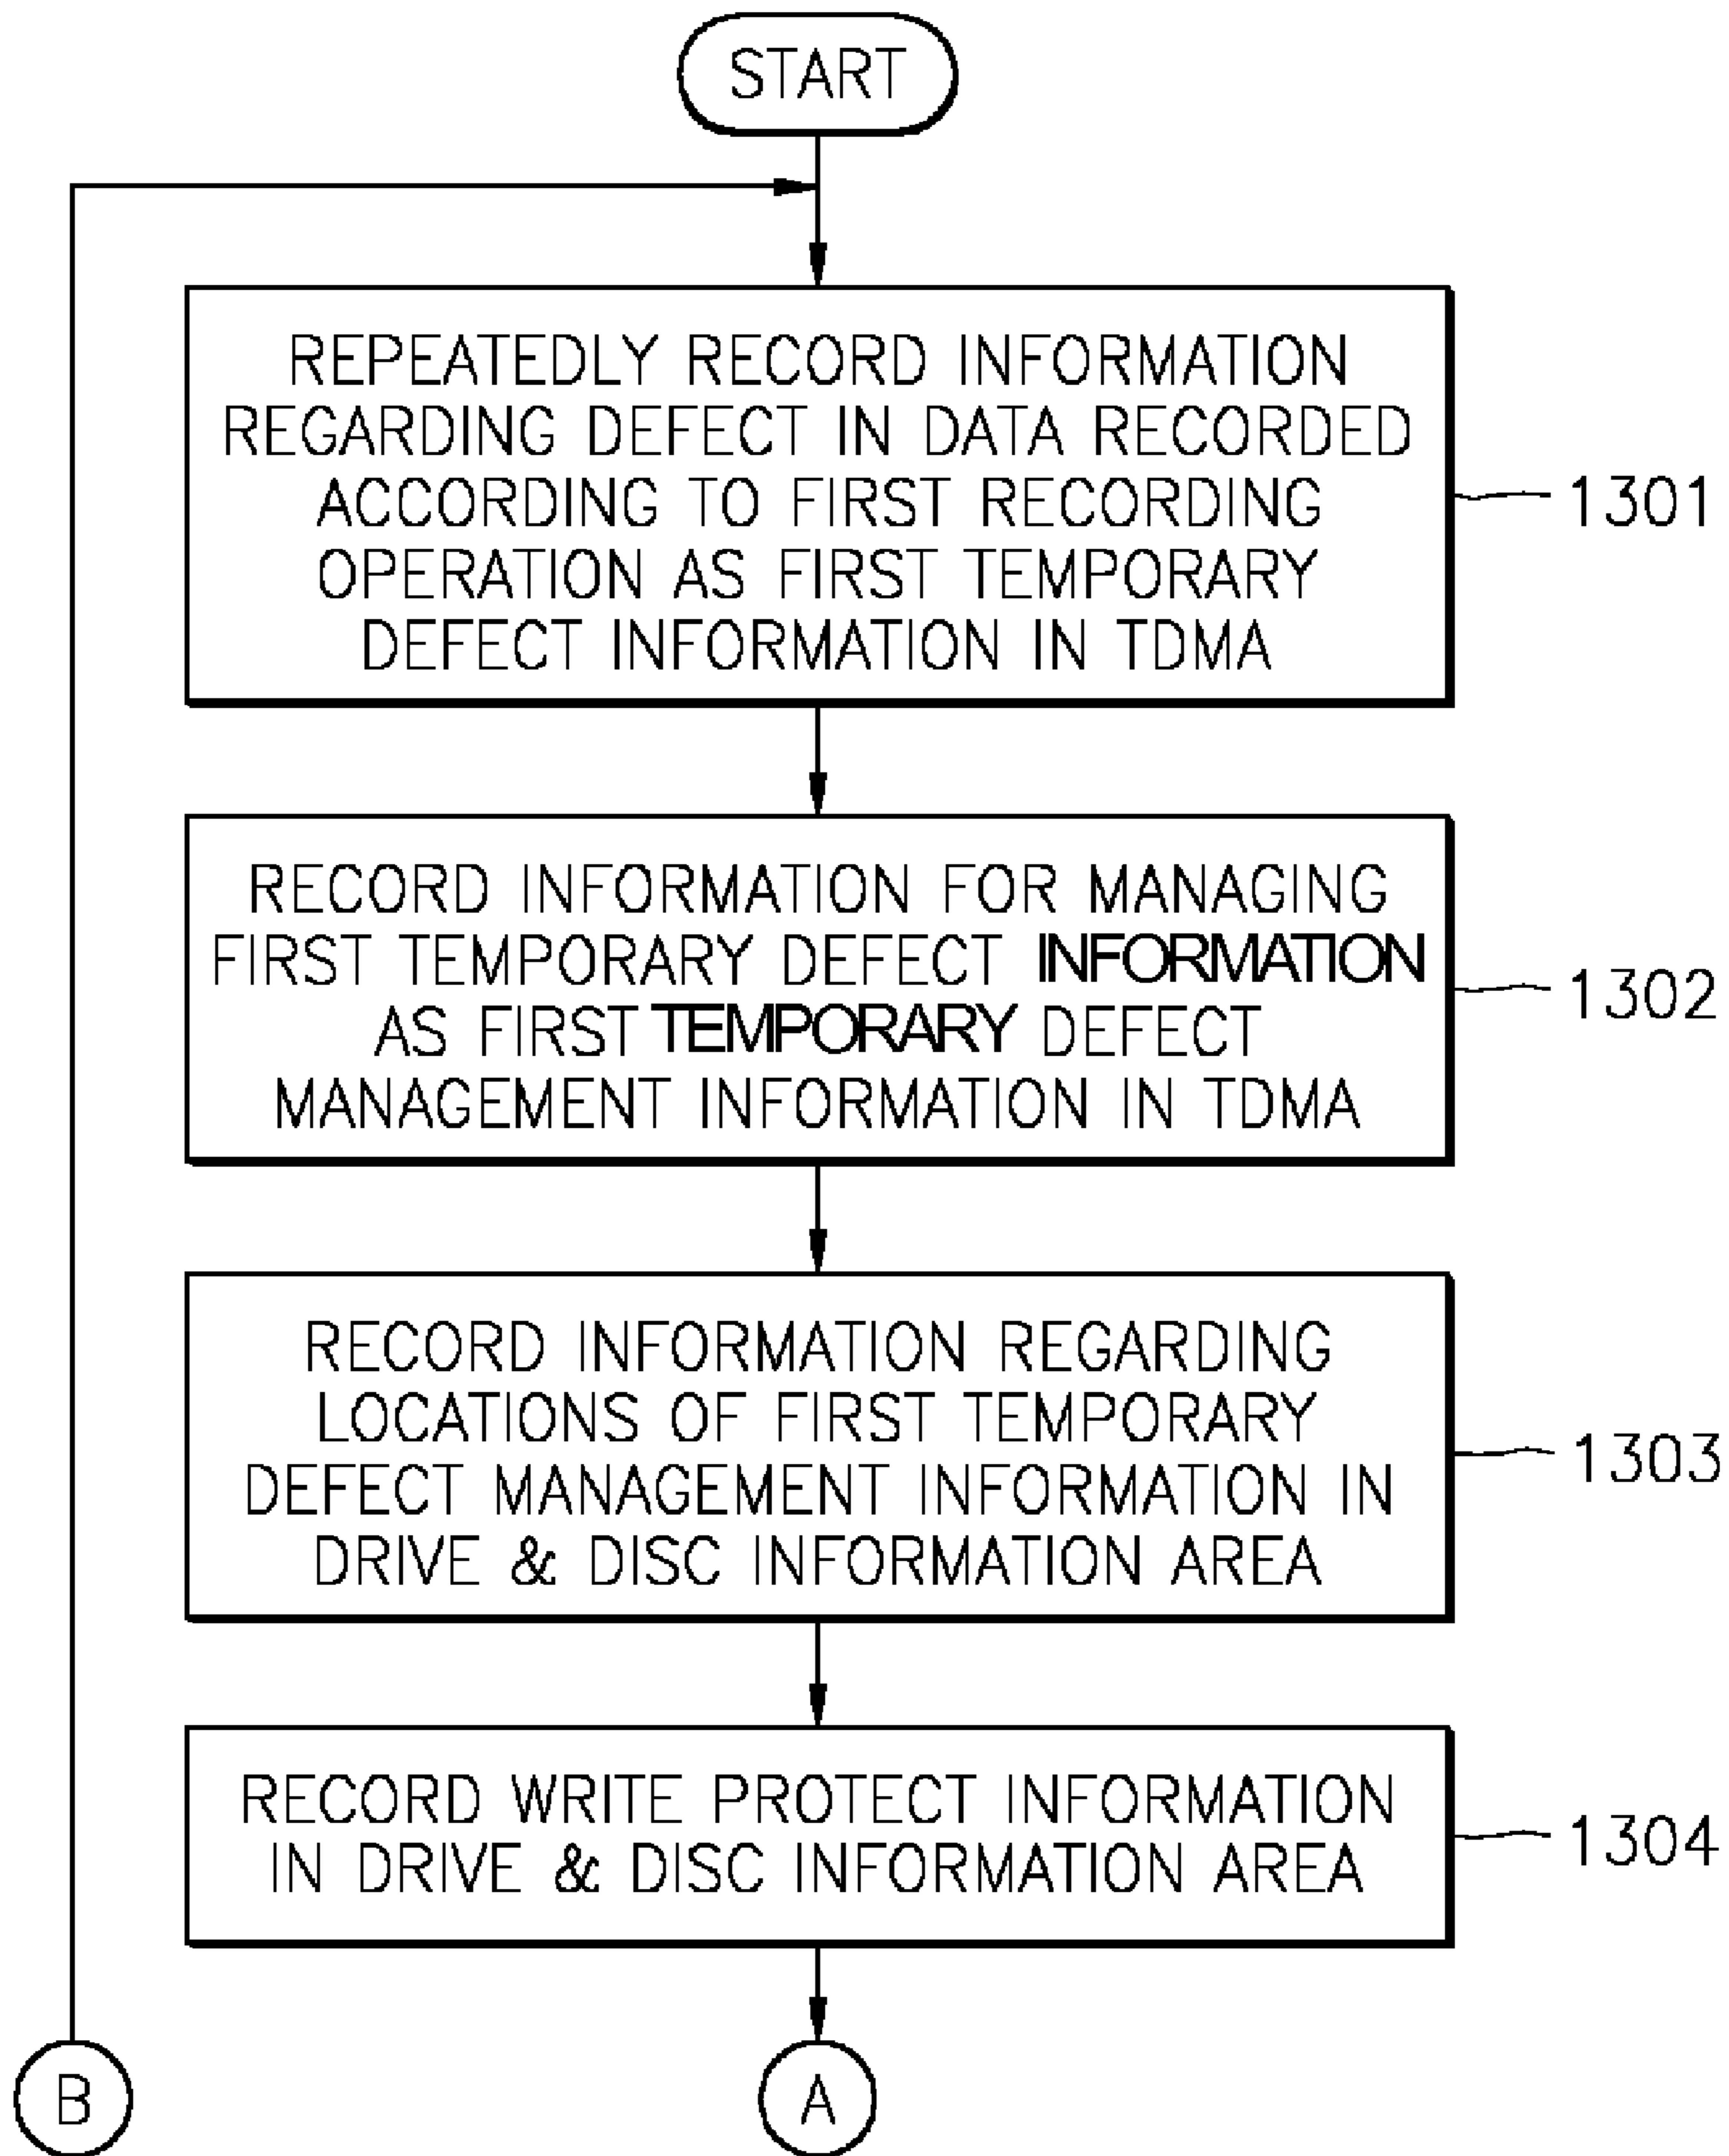 START
REPEATEDLY RECORD INFORMATION
REGARDING DEFECT IN DATA RECORDED
ACCORDING TO FIRST RECORDING
OPERATION AS FIRST TEMPORARY
DEFECT INFORMATION IN TDMA
1301
RECORD INFORMATION FOR MANAGING
FIRST TEMPORARY DEFECT INFORMATION
AS FIRST TEMPORARY DEFECT
MANAGEMENT INFORMATION IN TDMA
1302
RECORD INFORMATION REGARDING
LOCATIONS OF FIRST TEMPORARY
DEFECT MANAGEMENT INFORMATION IN
DRIVE & DISC INFORMATION AREA
1303
RECORD WRITE PROTECT INFORMATION
IN DRIVE & DISC INFORMATION AREA
1304
B
A